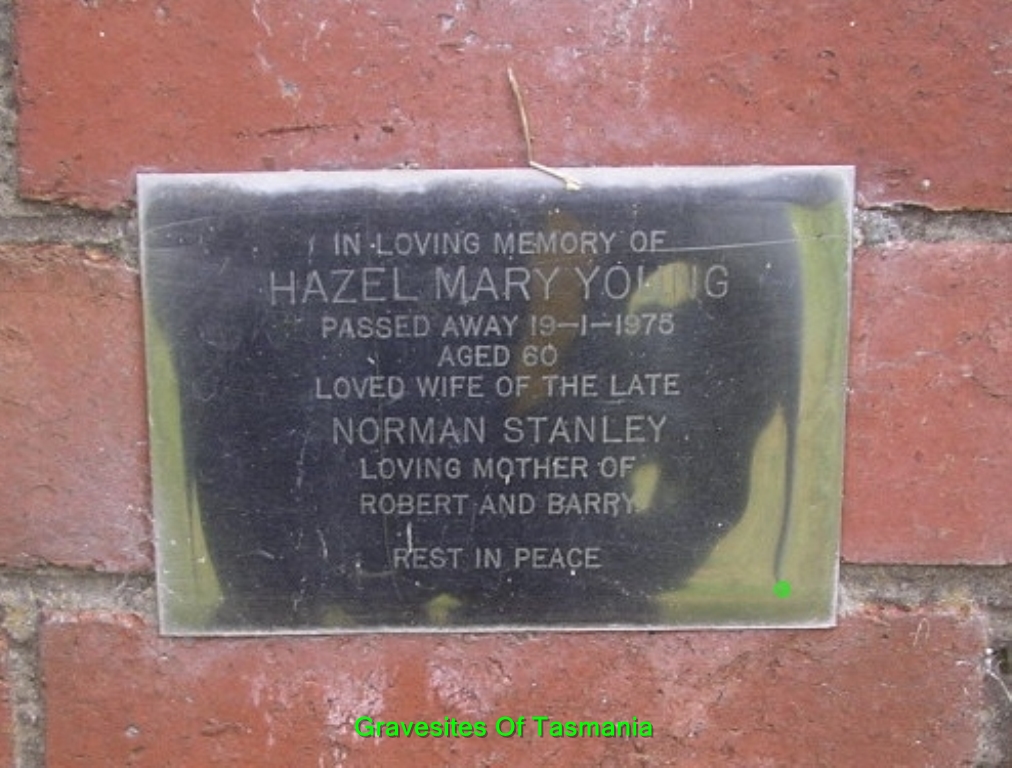 IN LOVING MEMORY OF
HAZEL MARY YOUNG
PASSED AWAY 19-1-1975
AGED 60
LOVED WIFE OF THE LATE
NORMAN STANLEY
LOVING MOTHER OF
ROBERT AND BARRY
REST IN PEACE
Gravesites Of Tasmania